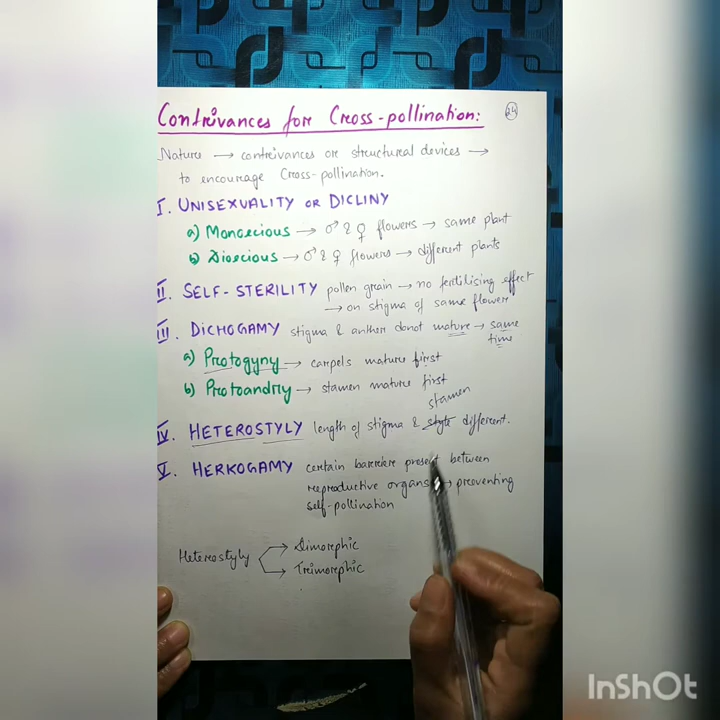 Contrivances for Cross-pollination: 24
Nature → contrivances or structural devices →
to encourage Cross-pollination.
I. UNISEXUALITY OR DICLINY
a) Monoecious → ♂ & ♀ flowers → same plant
b) Dioecious → ♂ & ♀ flowers → different plants
II. SELF-STERILITY pollen grain → no fertilising effect
→ on stigma of same flower
III. DICHOGAMY stigma & anther donot mature → same
time
a) Protogyny → carpels mature first
b) Protoandry → stamen mature first
stamen
IV. HETEROSTYLY length of stigma & style different.
V. HERKOGAMY certain barrier present between
reproductive organs → preventing
self-pollination
Heterostyly
Dimorphic
Trimorphic
InShOt